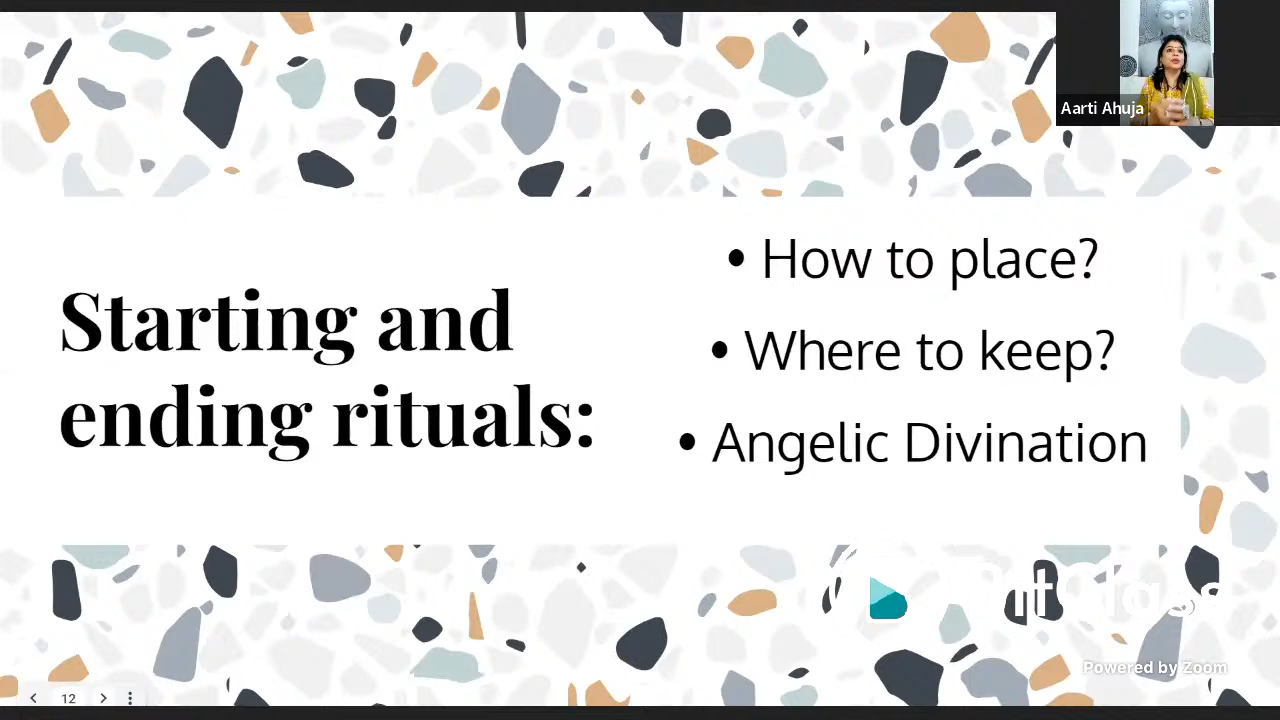 Aarti Ahuja
Starting and
ending rituals:
• How to place?
• Where to keep?
• Angelic Divination
Powered by Zoom
12